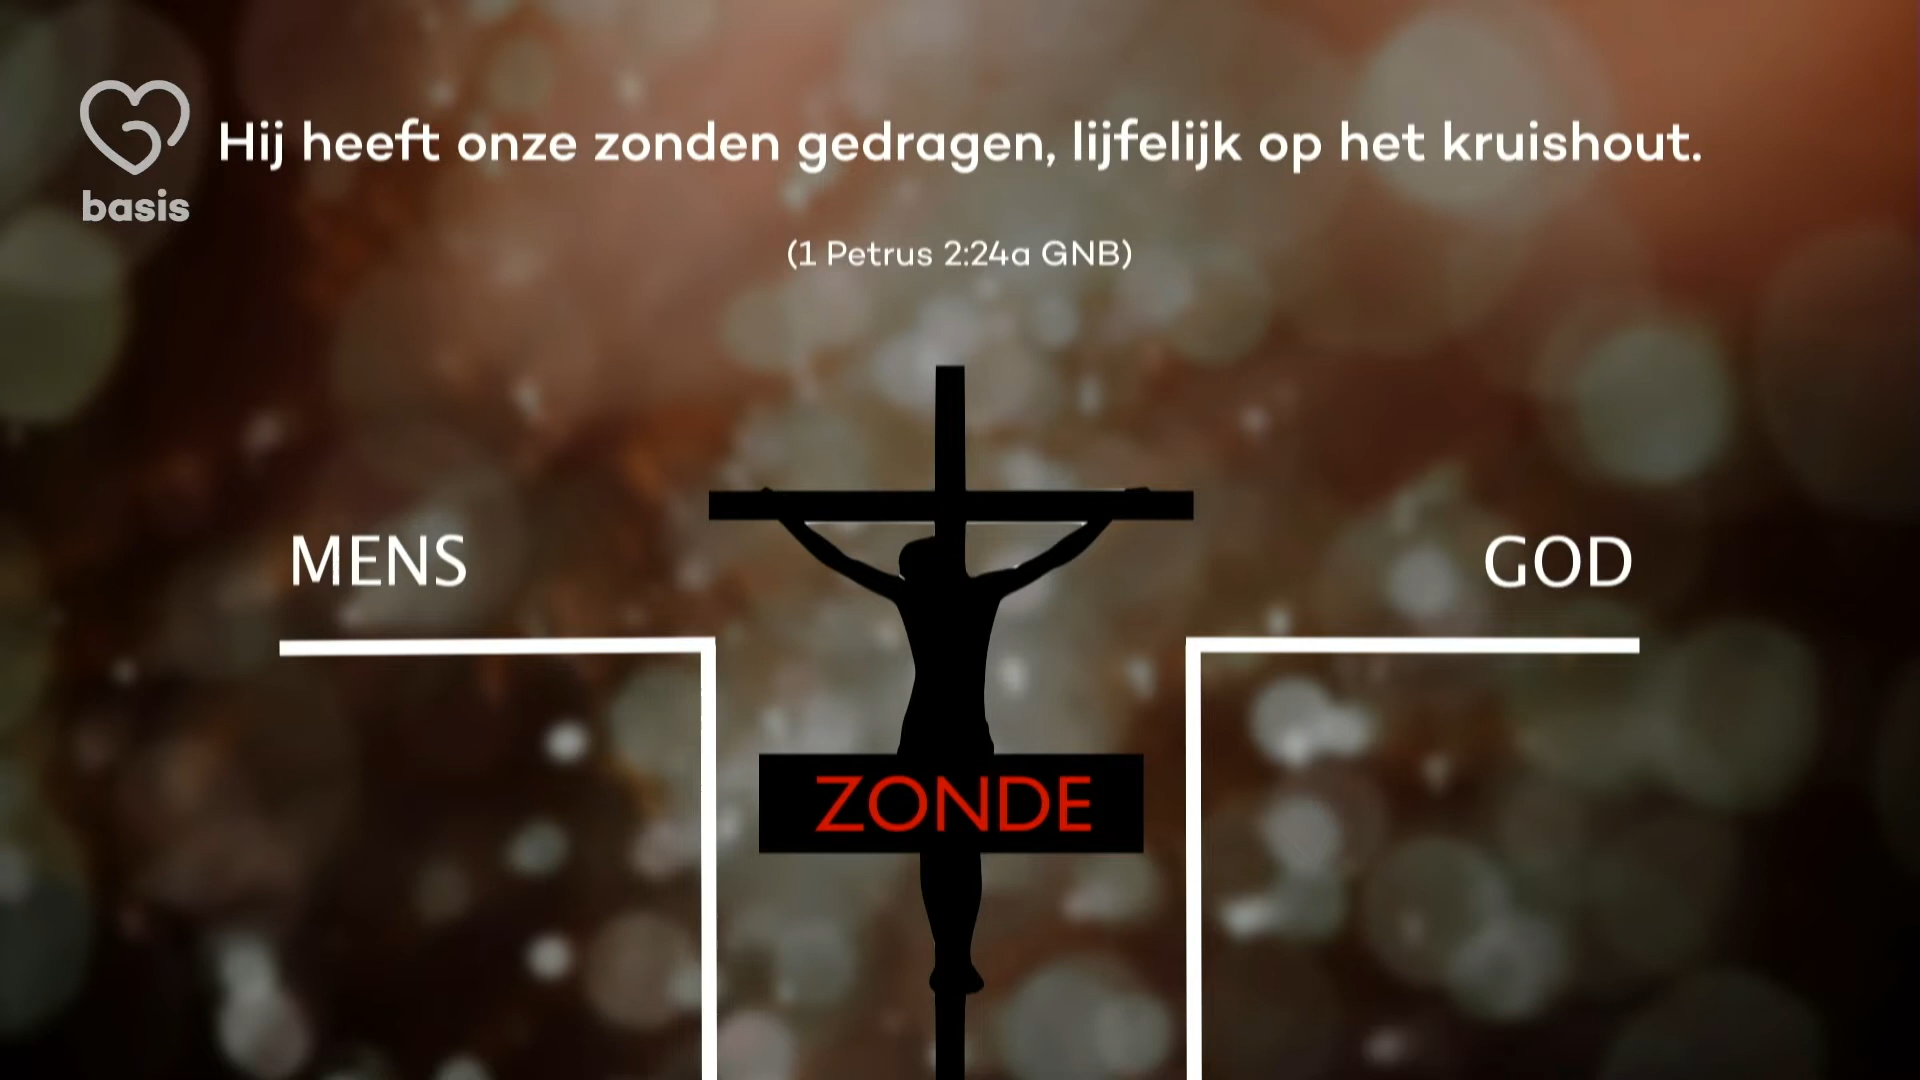 Hij heeft onze zonden gedragen, lijfelijk op het kruishout.
basis
(1 Petrus 2:24a GNB)
MENS
GOD
ZONDE